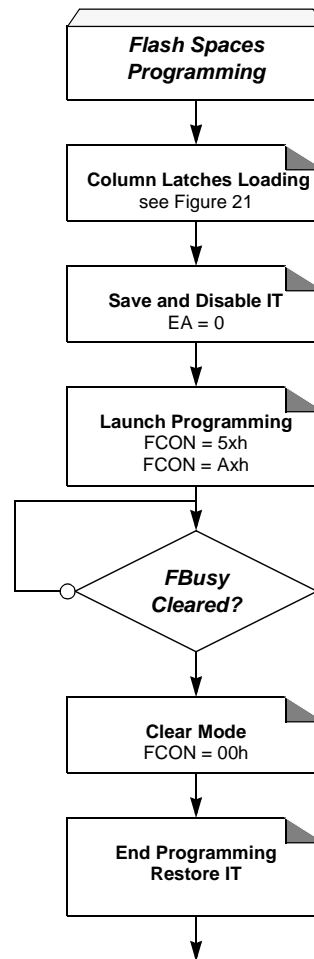 Flash Spaces
Programming
Column Latches Loading
see Figure 21
Save and Disable IT
EA = 0
Launch Programming
FCON = 5xh
FCON = Axh
FBusy
Cleared?
Clear Mode
FCON = 00h
End Programming
Restore IT